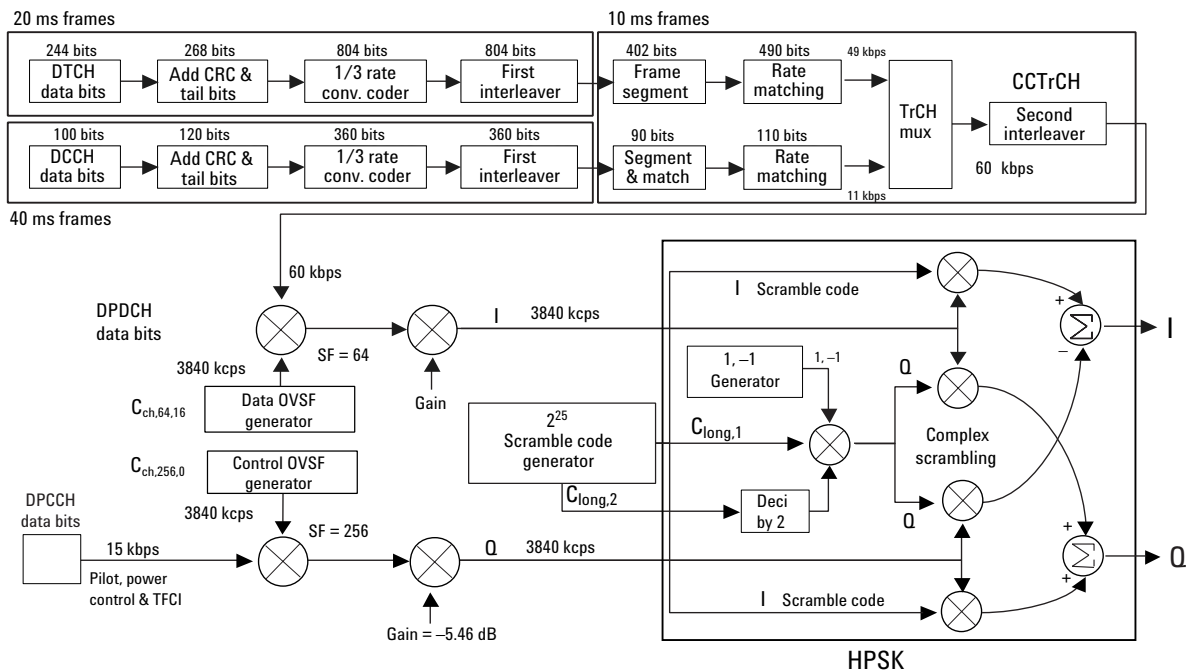 20 ms frames
10 ms frames
244 bits
268 bits
804 bits
804 bits
402 bits
490 bits
49 kbps
DTCH
data bits
Add CRC &
tail bits
1/3 rate
conv. coder
First
interleaver
Frame
segment
Rate
matching
TrCH
mux
CCTrCH
Second
interleaver
60 kbps
100 bits
120 bits
360 bits
360 bits
90 bits
110 bits
11 kbps
DCCH
data bits
Add CRC &
tail bits
1/3 rate
conv. coder
First
interleaver
Segment
& match
Rate
matching
40 ms frames
60 kbps
DPDCH
data bits
SF = 64
3840 kcps
Data OVSF
generator
C_ch,64,16
Gain
I
3840 kcps
I Scramble code
1, –1
Generator
1, –1
2^25
Scramble code
generator
C_long,1
C_long,2
Deci
by 2
Q
Q
Complex
scrambling
+
Σ
–
I
C_ch,256,0
Control OVSF
generator
3840 kcps
DPCCH
data bits
15 kbps
Pilot, power
control & TFCI
SF = 256
Gain = –5.46 dB
Q
3840 kcps
I Scramble code
+
Σ
+
Q
HPSK